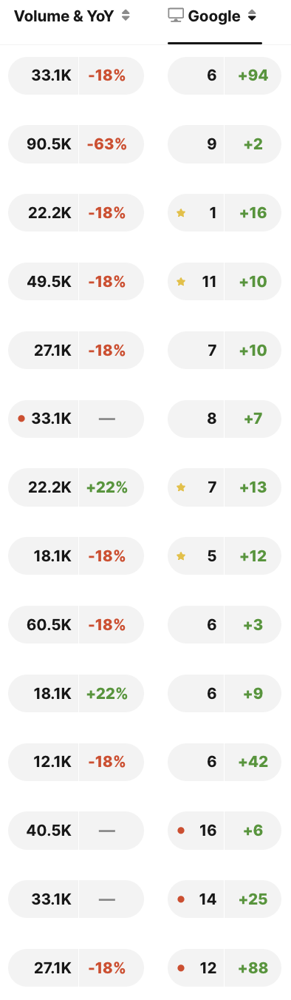 Volume & YoY Google
33.1K -18% 6 +94
90.5K -63% 9 +2
22.2K -18% 1 +16
49.5K -18% 11 +10
27.1K -18% 7 +10
33.1K — 8 +7
22.2K +22% 7 +13
18.1K -18% 5 +12
60.5K -18% 6 +3
18.1K +22% 6 +9
12.1K -18% 6 +42
40.5K — 16 +6
33.1K — 14 +25
27.1K -18% 12 +88